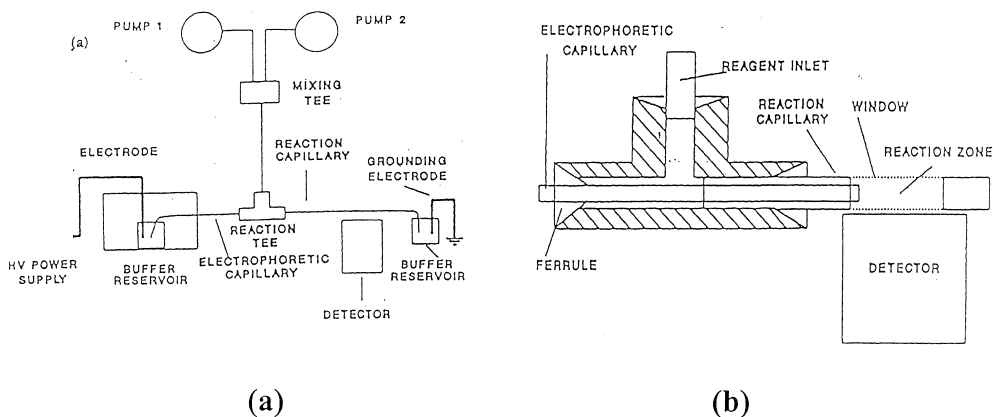 PUMP 1
PUMP 2
(a)
MIXING
TEE
REACTION
CAPILLARY
ELECTRODE
GROUNDING
ELECTRODE
REACTION
TEE
ELECTROPHORETIC
CAPILLARY
HV POWER
SUPPLY
BUFFER
RESERVOIR
BUFFER
RESERVOIR
DETECTOR
(a)
ELECTROPHORETIC
CAPILLARY
REAGENT INLET
REACTION
CAPILLARY
WINDOW
REACTION ZONE
FERRULE
DETECTOR
(b)